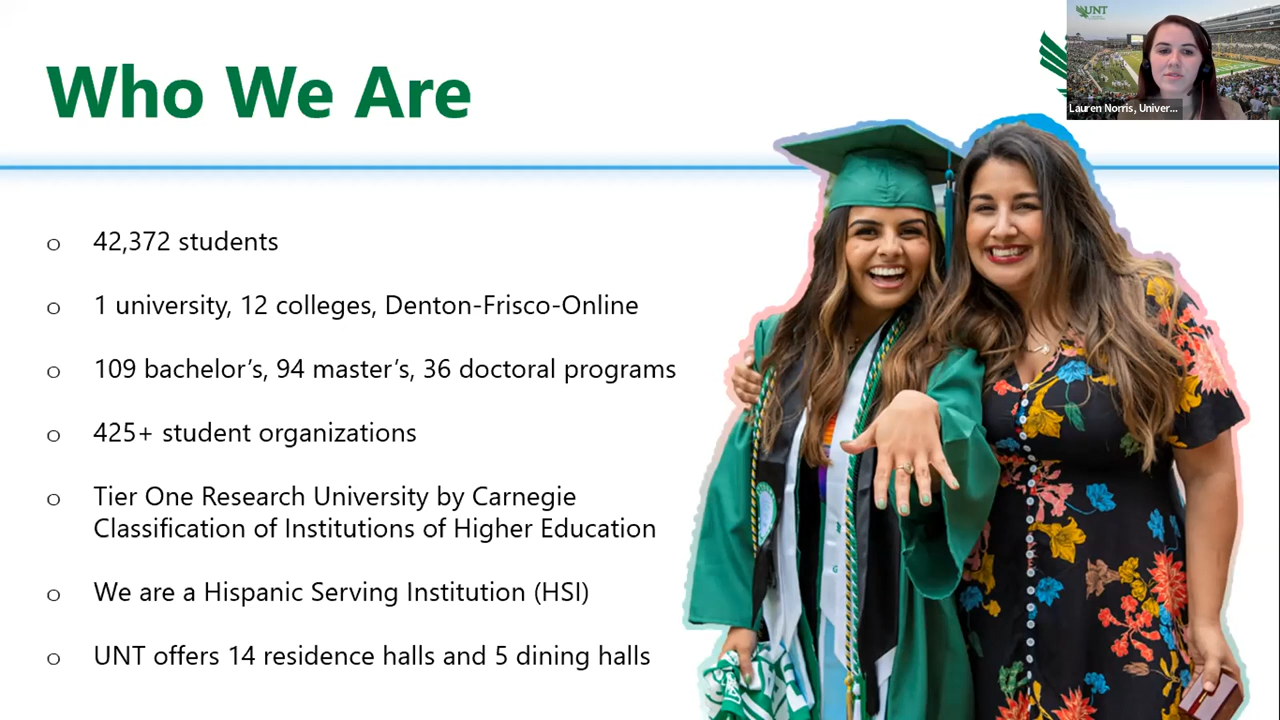 Who We Are
UNT
Lauren Norris, Univer...
o 42,372 students
o 1 university, 12 colleges, Denton-Frisco-Online
o 109 bachelor’s, 94 master’s, 36 doctoral programs
o 425+ student organizations
o Tier One Research University by Carnegie
Classification of Institutions of Higher Education
o We are a Hispanic Serving Institution (HSI)
o UNT offers 14 residence halls and 5 dining halls